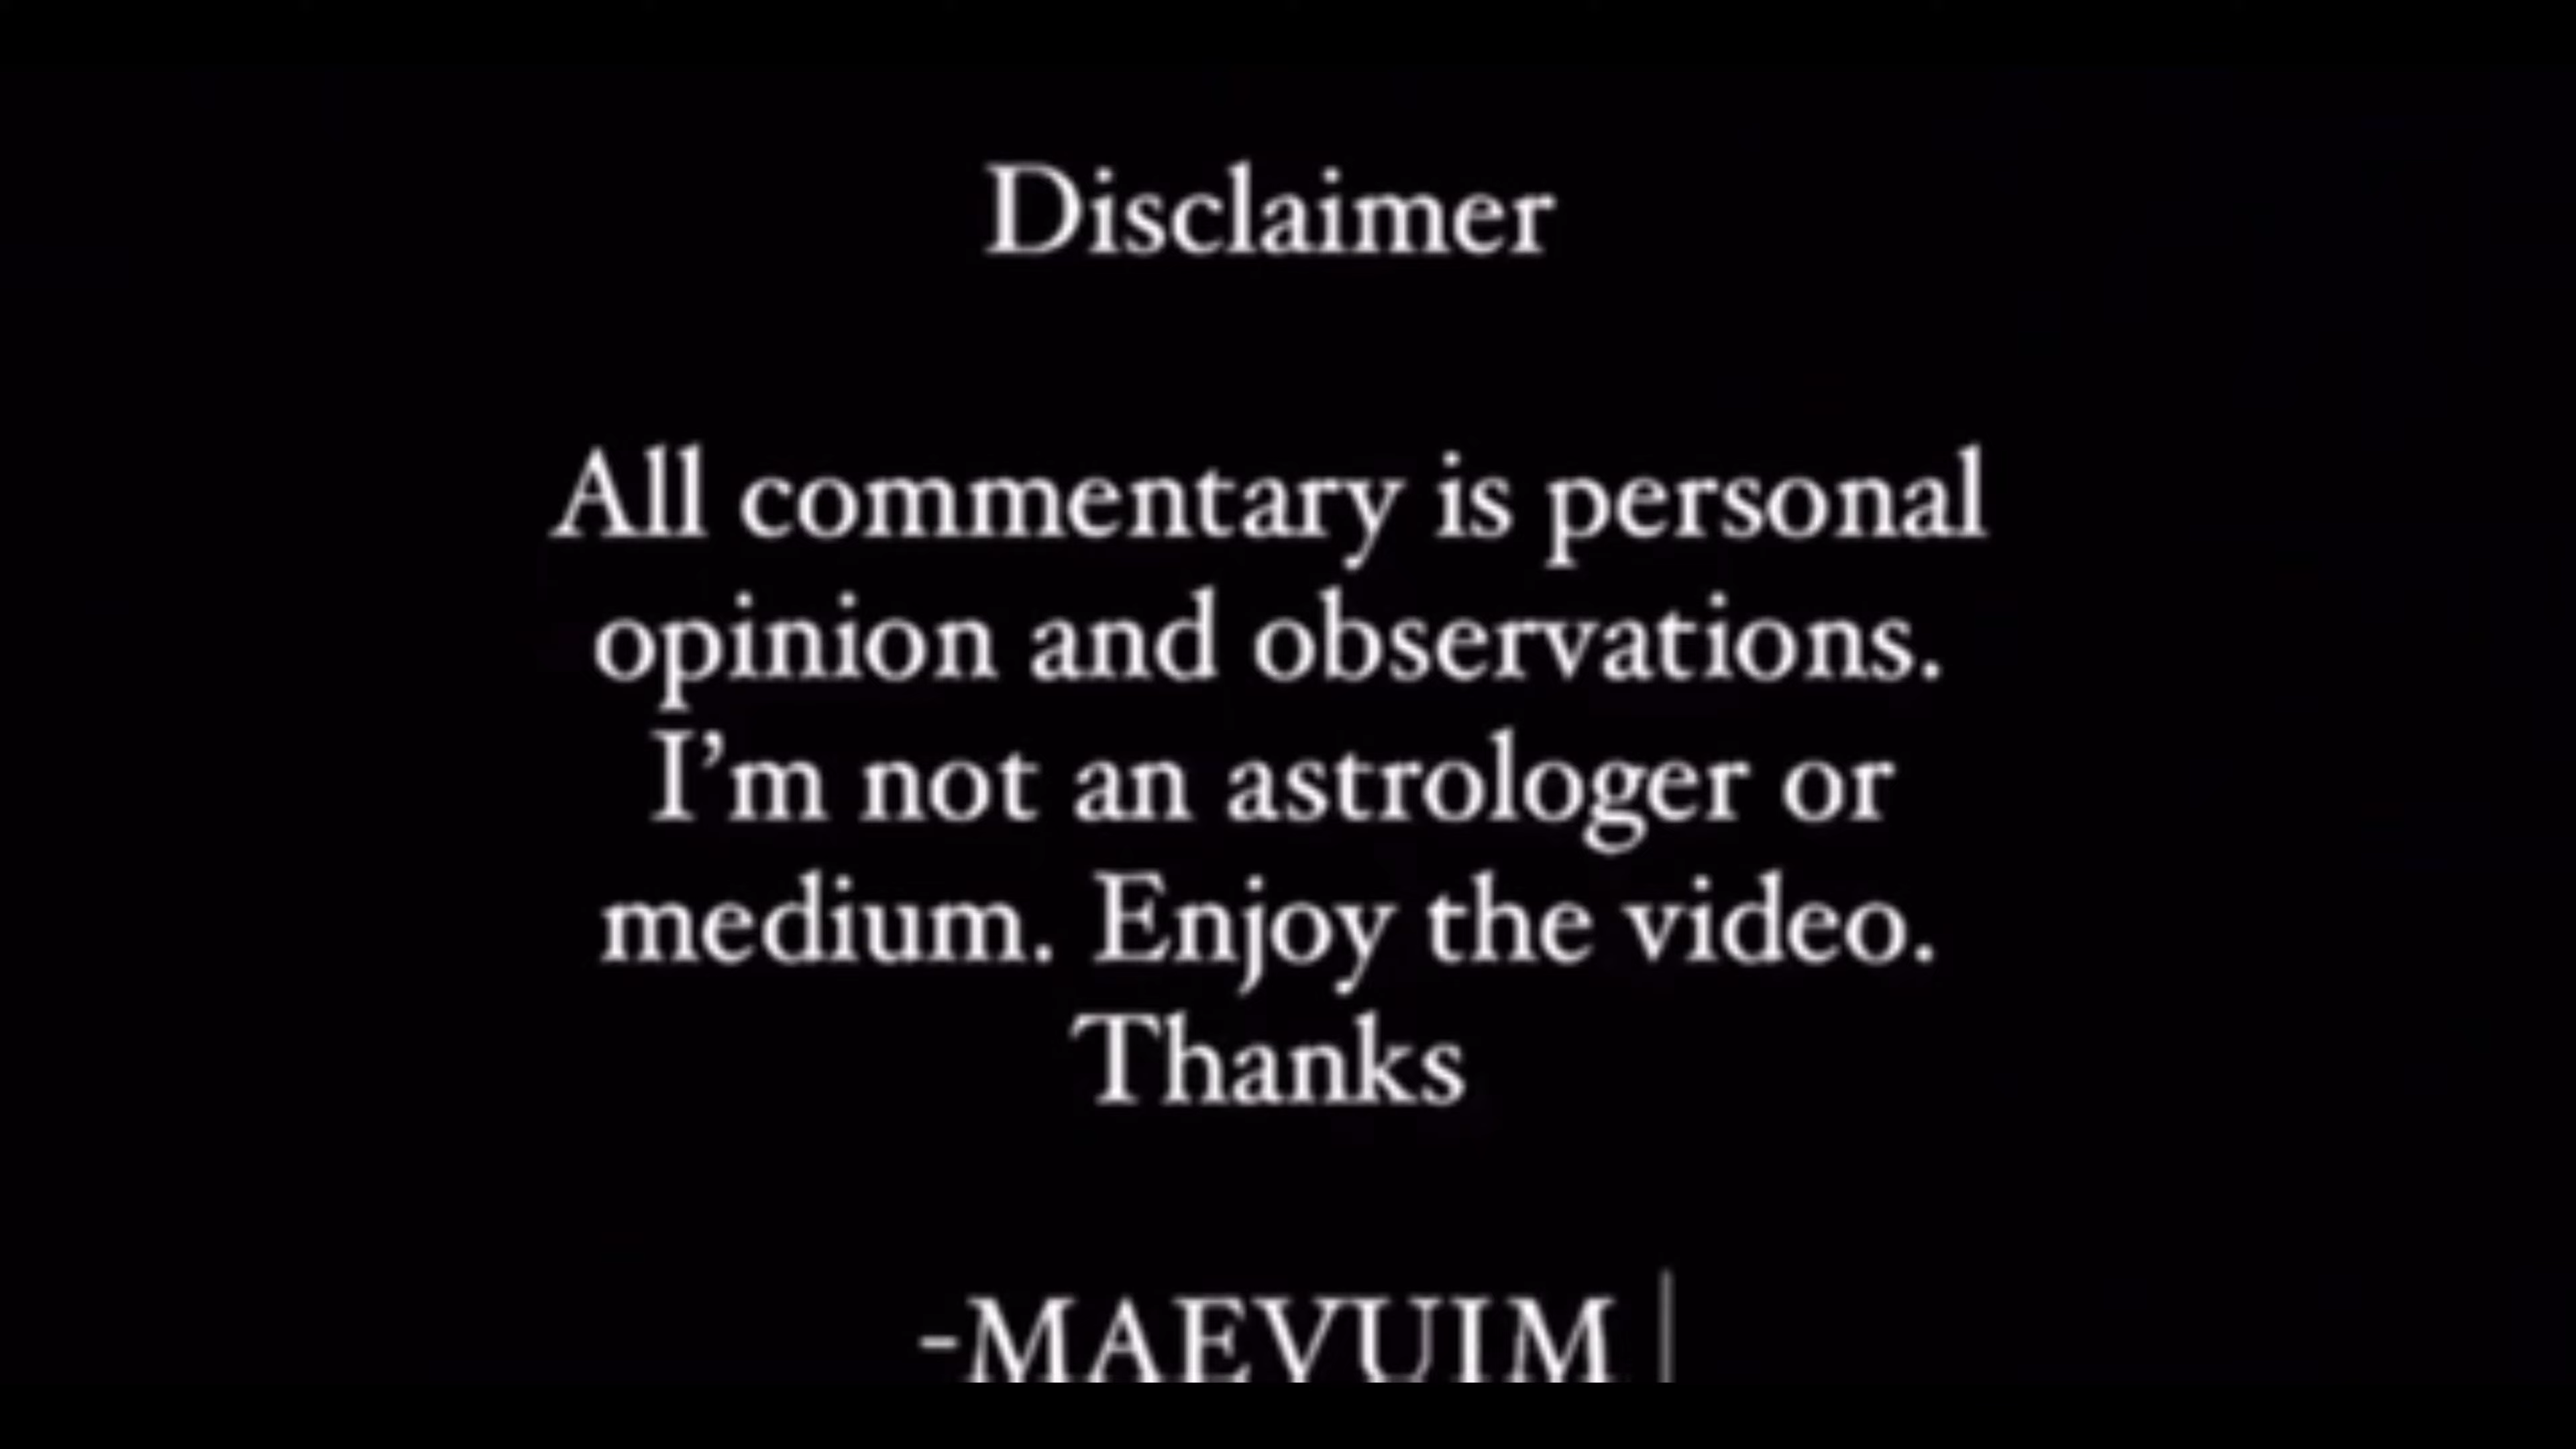 Disclaimer
All commentary is personal
opinion and observations.
I’m not an astrologer or
medium. Enjoy the video.
Thanks
-MAEVUIM